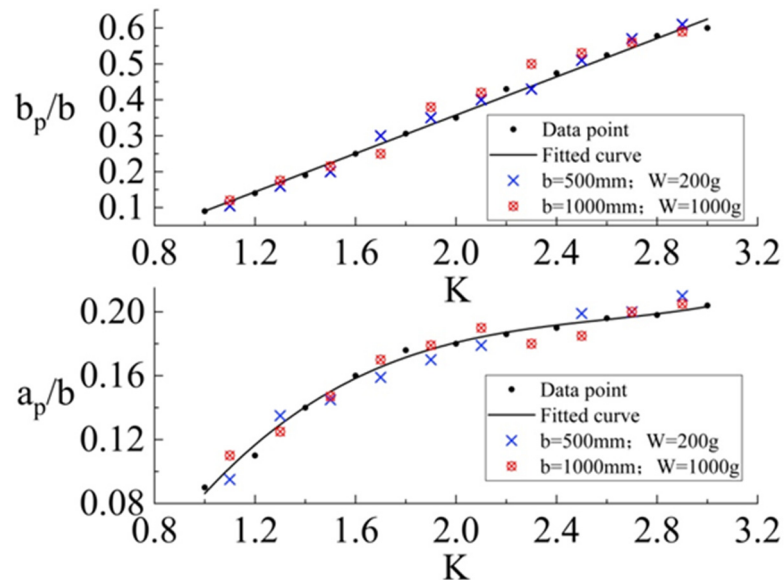 b_p/b
0.6
0.5
0.4
0.3
0.2
0.1
Data point
Fitted curve
b=500mm；W=200g
b=1000mm；W=1000g
0.8 1.2 1.6 2.0 2.4 2.8 3.2
K
a_p/b
0.20
0.16
0.12
0.08
Data point
Fitted curve
b=500mm；W=200g
b=1000mm；W=1000g
0.8 1.2 1.6 2.0 2.4 2.8 3.2
K